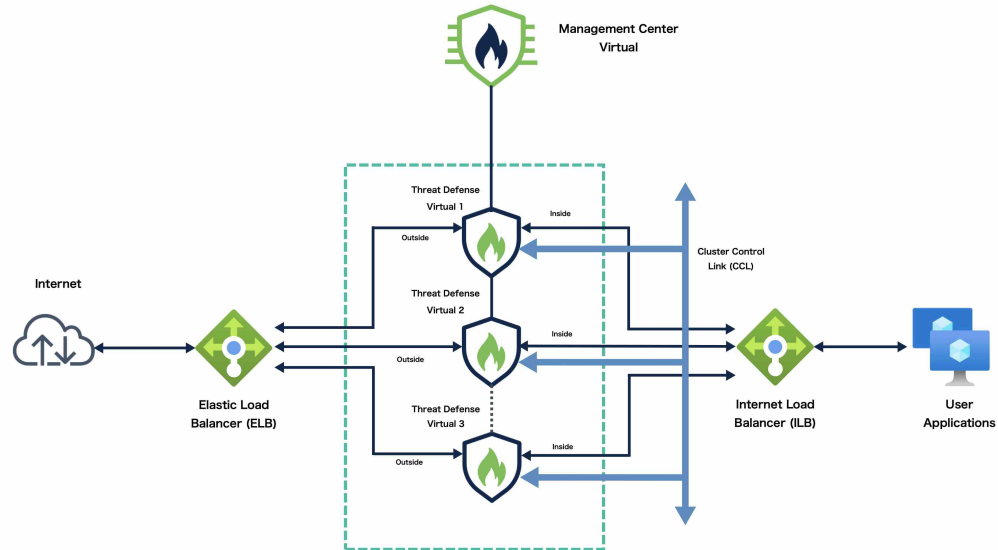 Management Center
Virtual
Threat Defense
Virtual 1
Inside
Outside
Cluster Control
Link (CCL)
Internet
Threat Defense
Virtual 2
Inside
Outside
Elastic Load
Balancer (ELB)
Threat Defense
Virtual 3
Inside
Outside
Internet Load
Balancer (ILB)
User
Applications